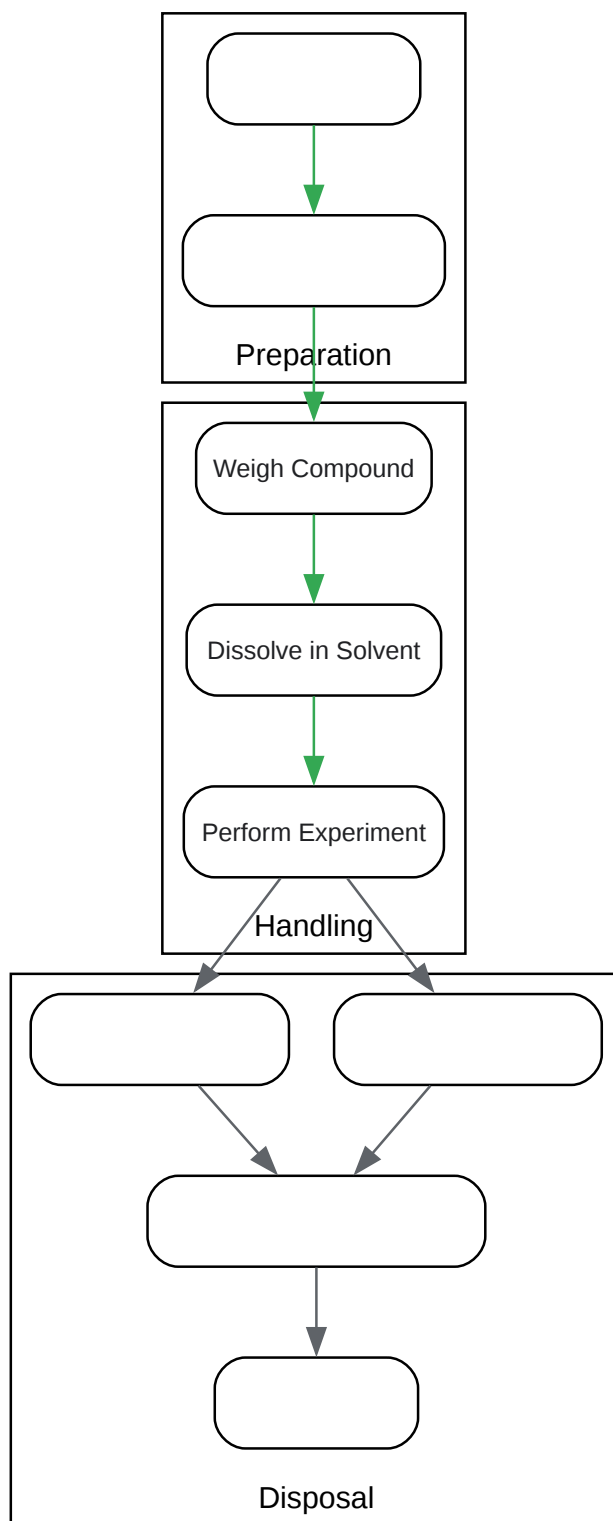 Preparation
Weigh Compound
Dissolve in Solvent
Perform Experiment
Handling
Disposal